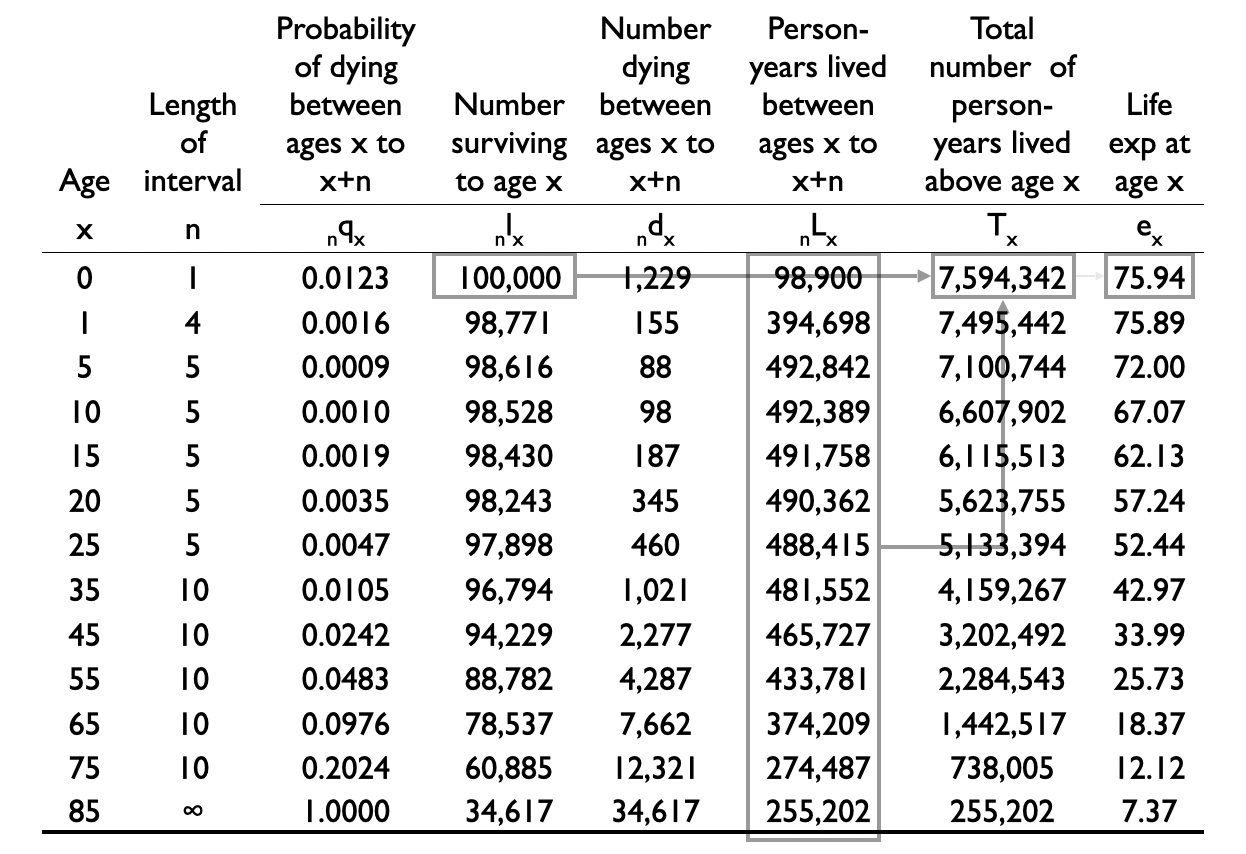 Age x
Length of interval n
Probability of dying between ages x to x+n nqx
Number surviving to age x nlx
Number dying between ages x to x+n ndx
Person-years lived between ages x to x+n nLx
Total number of person-years lived above age x Tx
Life exp at age x ex
0 1 0.0123 100,000 1,229 98,900 7,594,342 75.94
1 4 0.0016 98,771 155 394,698 7,495,442 75.89
5 5 0.0009 98,616 88 492,842 7,100,744 72.00
10 5 0.0010 98,528 98 492,389 6,607,902 67.07
15 5 0.0019 98,430 187 491,758 6,115,513 62.13
20 5 0.0035 98,243 345 490,362 5,623,755 57.24
25 5 0.0047 97,898 460 488,415 5,133,394 52.44
35 10 0.0105 96,794 1,021 481,552 4,159,267 42.97
45 10 0.0242 94,229 2,277 465,727 3,202,492 33.99
55 10 0.0483 88,782 4,287 433,781 2,284,543 25.73
65 10 0.0976 78,537 7,662 374,209 1,442,517 18.37
75 10 0.2024 60,885 12,321 274,487 738,005 12.12
85 ∞ 1.0000 34,617 34,617 255,202 255,202 7.37